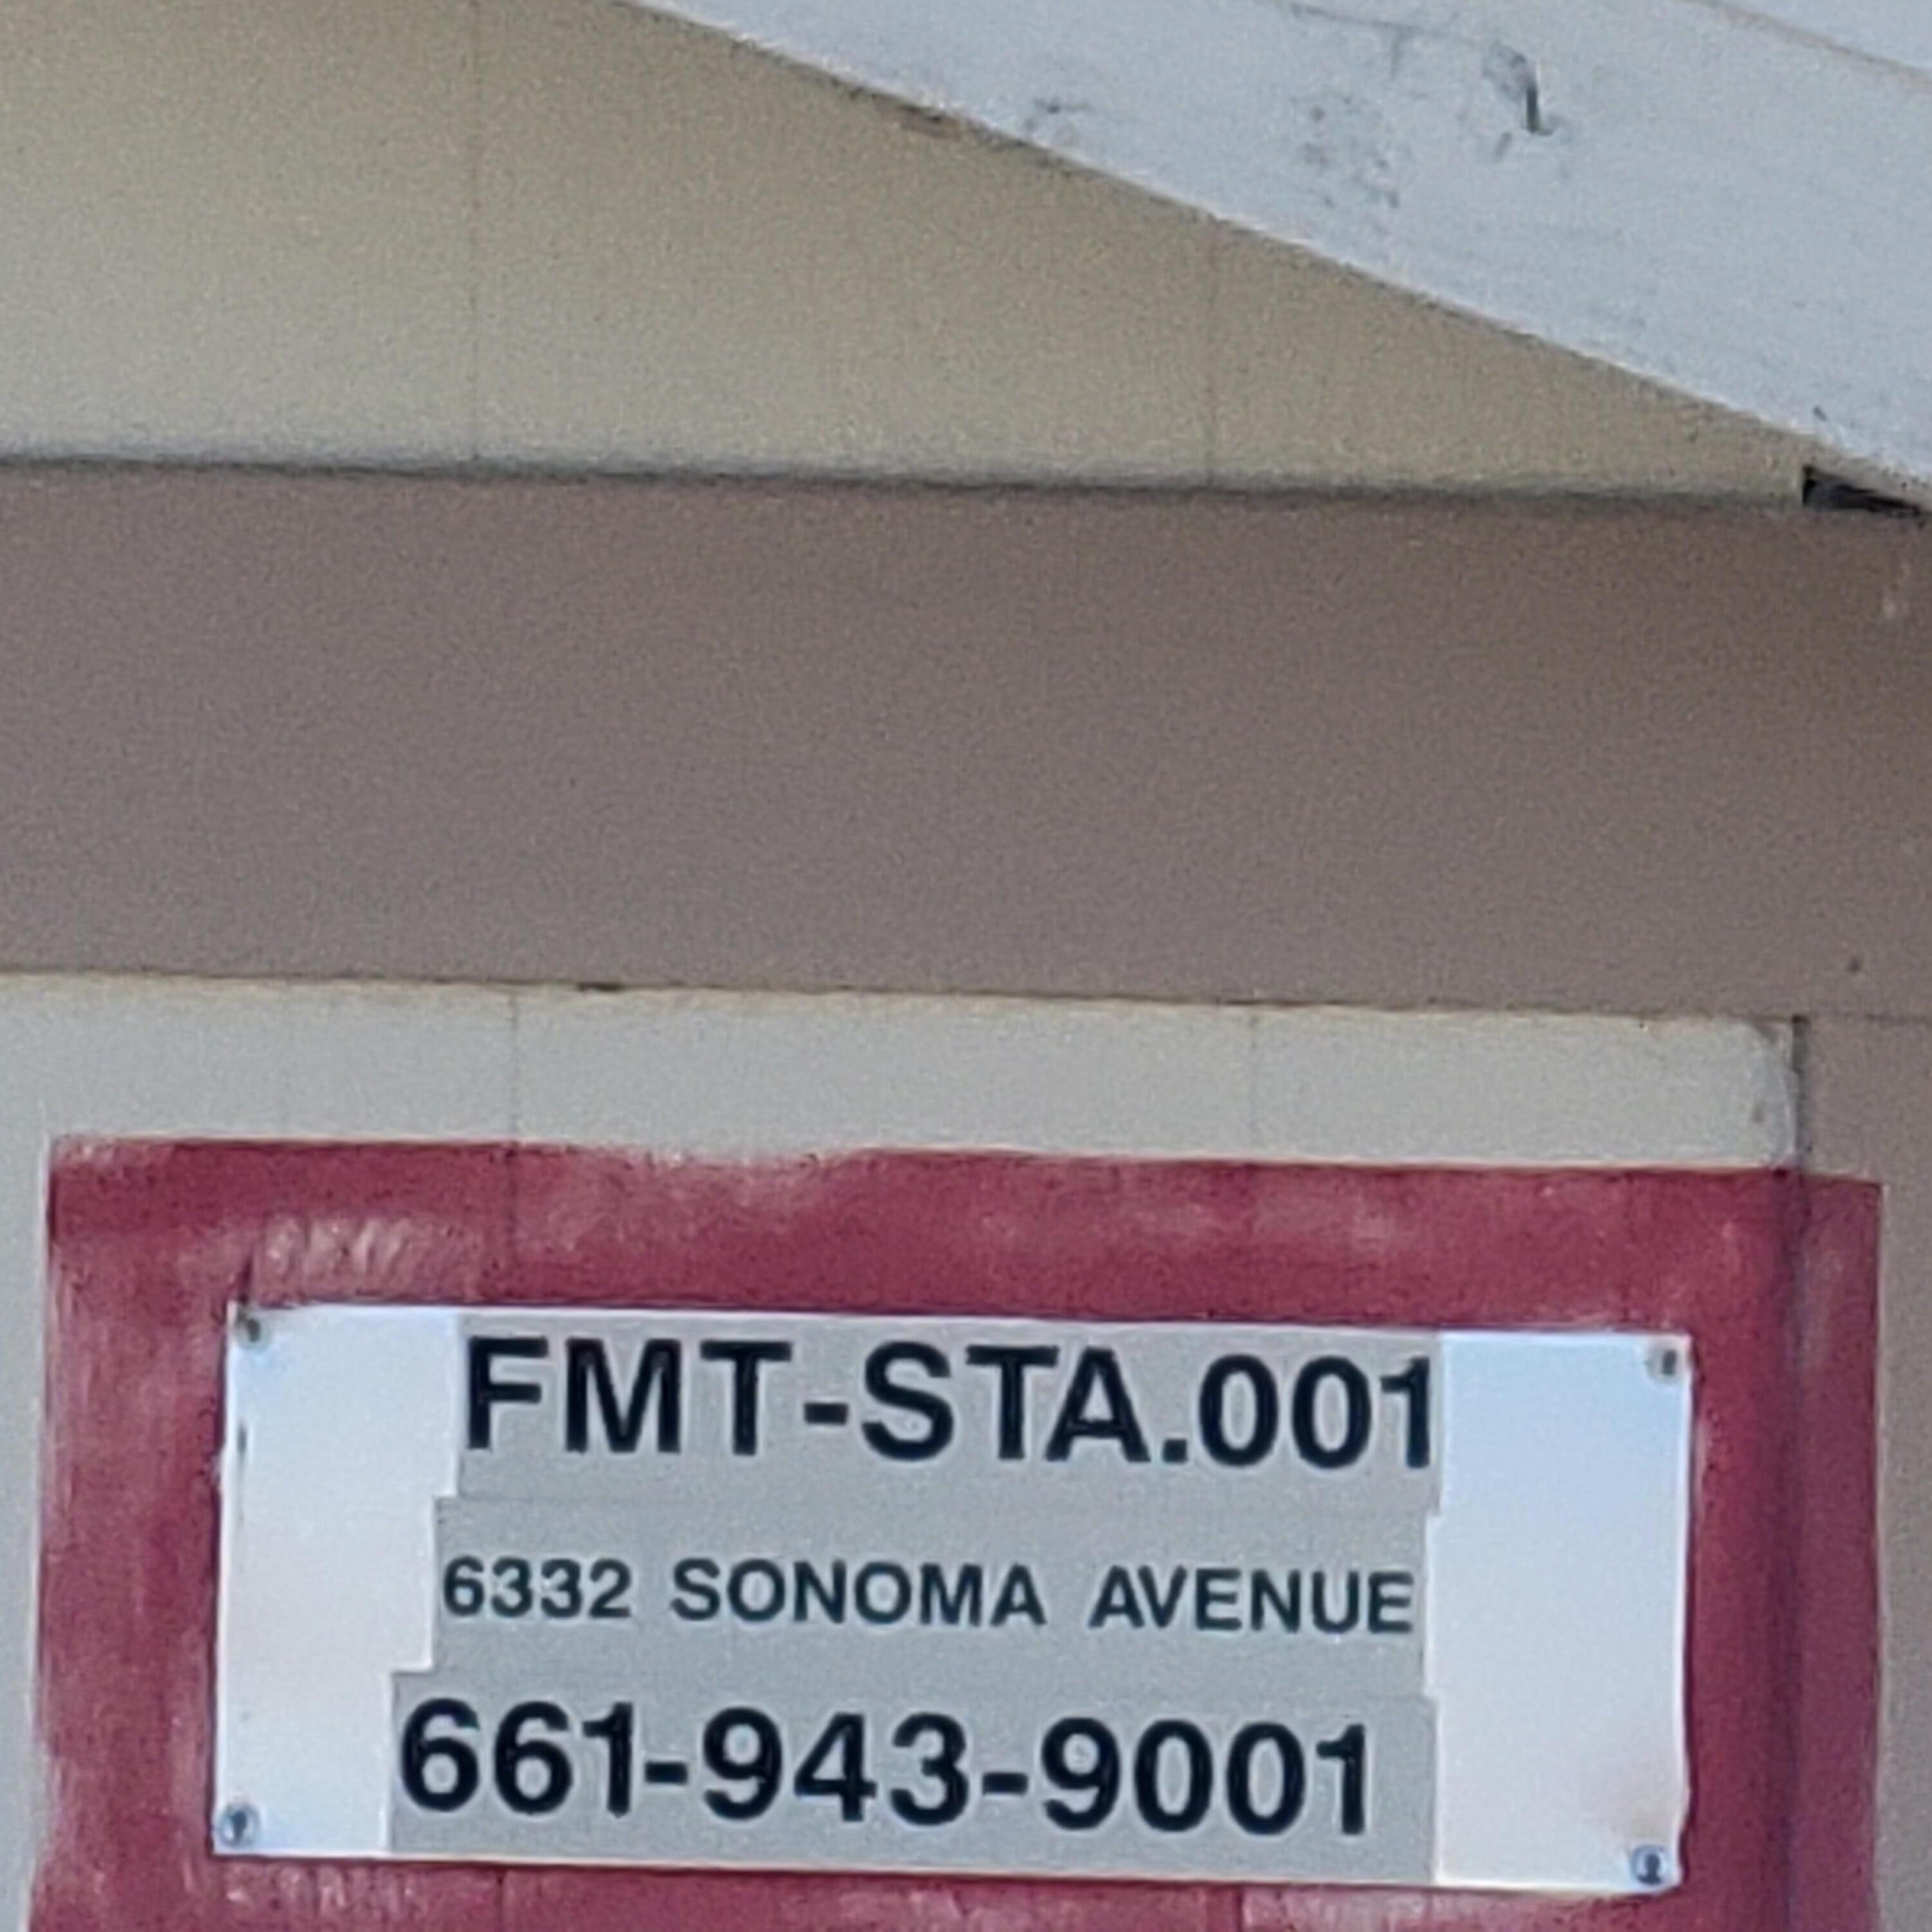 FMT-STA.001
6332 SONOMA AVENUE
661-943-9001